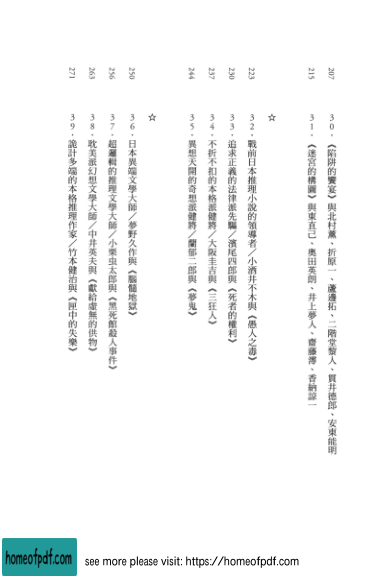 207 30．《陷阱的饗宴》與北村薰、折原一、蘆邊拓、二階堂黎人、貫井德郎、安東能明
215 31．《迷宮的構圖》與東直己、奧田英朗、井上夢人、齋藤澪、香納諒一
☆
223 32．戰前日本推理小說的領導者／小酒井不木與《愚人之毒》
230 33．追求正義的法律派先驅／濱尾四郎與《死者的權利》
237 34．不折不扣的本格派健將／大阪圭吉與《三狂人》
244 35．異想天開的奇想派健將／蘭郁二郎與《夢鬼》
☆
250 36．日本異端文學大師／夢野久作與《腦髓地獄》
256 37．超邏輯的推理文學大師／小栗虫太郎與《黑死館殺人事件》
263 38．耽美派幻想文學大師／中井英夫與《獻給虛無的供物》
271 39．詭計多端的本格推理作家／竹本健治與《匣中的失樂》
homeofpdf.com
see more please visit: https://homeofpdf.com